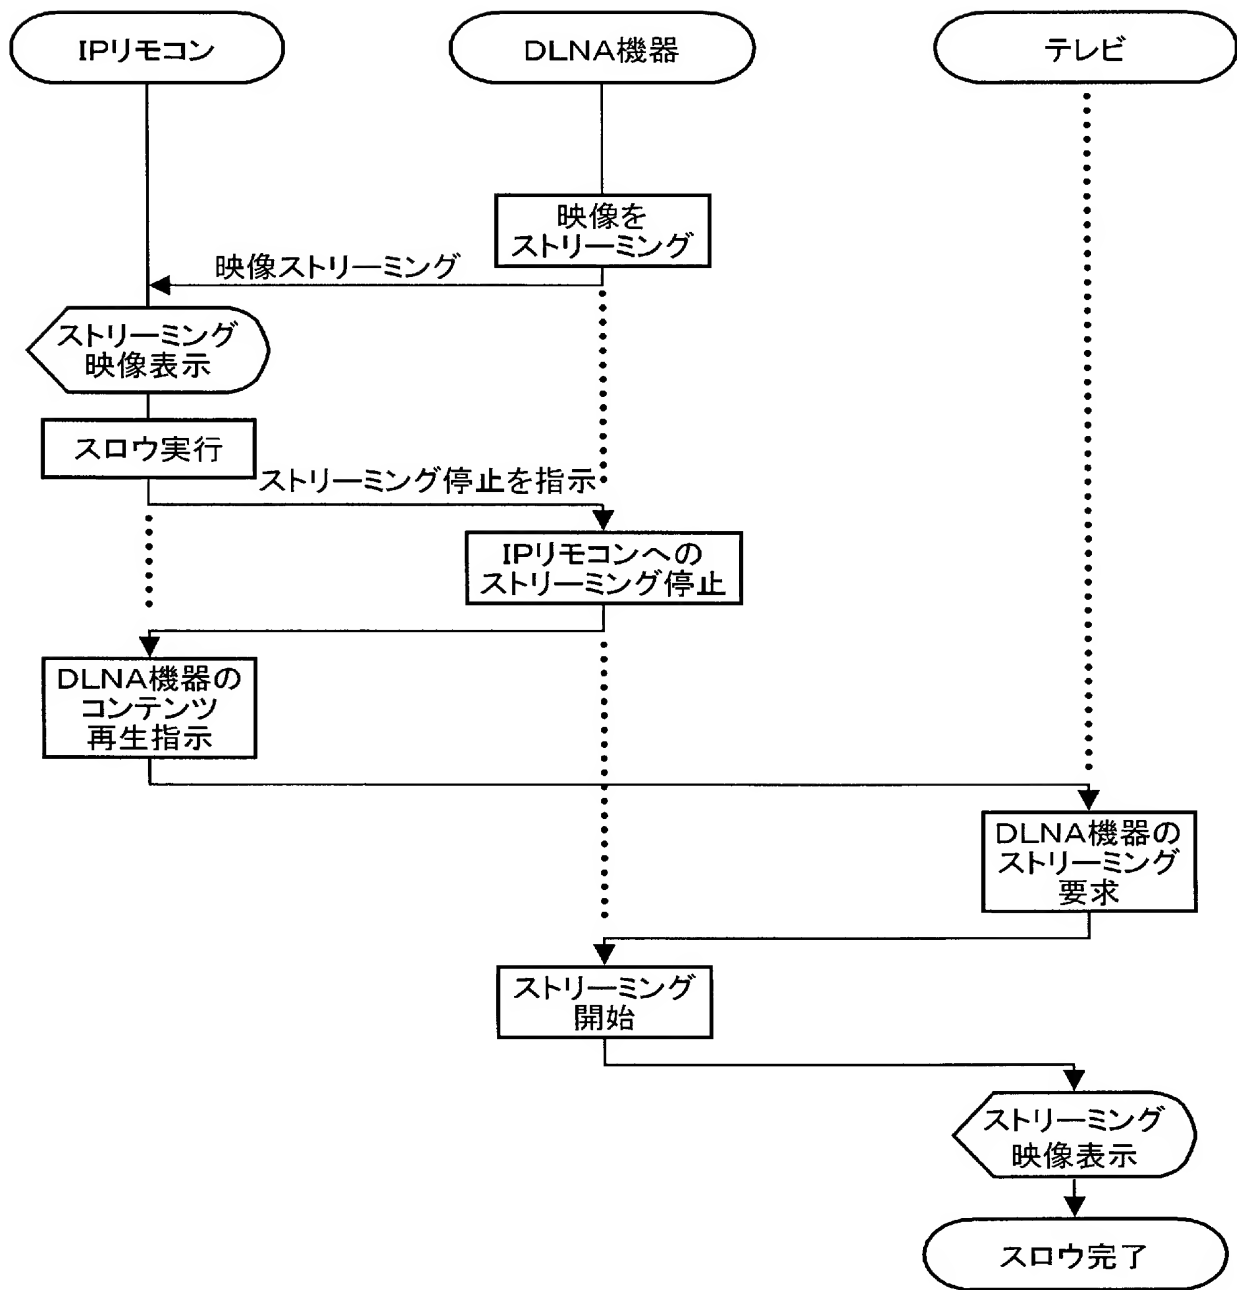 IPリモコン
DLNA機器
テレビ
映像を
ストリーミング
映像ストリーミング
ストリーミング
映像表示
スロウ実行
ストリーミング停止を指示
IPリモコンへの
ストリーミング停止
DLNA機器の
コンテンツ
再生指示
DLNA機器の
ストリーミング
要求
ストリーミング
開始
ストリーミング
映像表示
スロウ完了